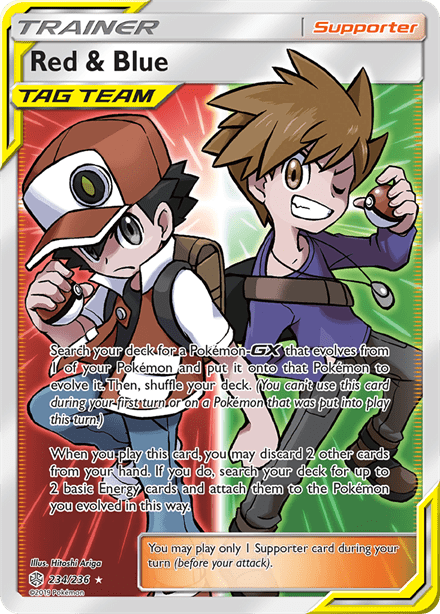 TRAINER
Supporter
Red & Blue
TAG TEAM
Search your deck for a Pokémon-GX that evolves from
1 of your Pokémon and put it onto that Pokémon to
evolve it. Then, shuffle your deck. (You can't use this card
during your first turn or on a Pokémon that was put into play
this turn.)
When you play this card, you may discard 2 other cards
from your hand. If you do, search your deck for up to
2 basic Energy cards and attach them to the Pokémon
you evolved in this way.
You may play only 1 Supporter card during your
turn (before your attack).
Illus. Hitoshi Ariga
234/236 ★
©2019 Pokémon